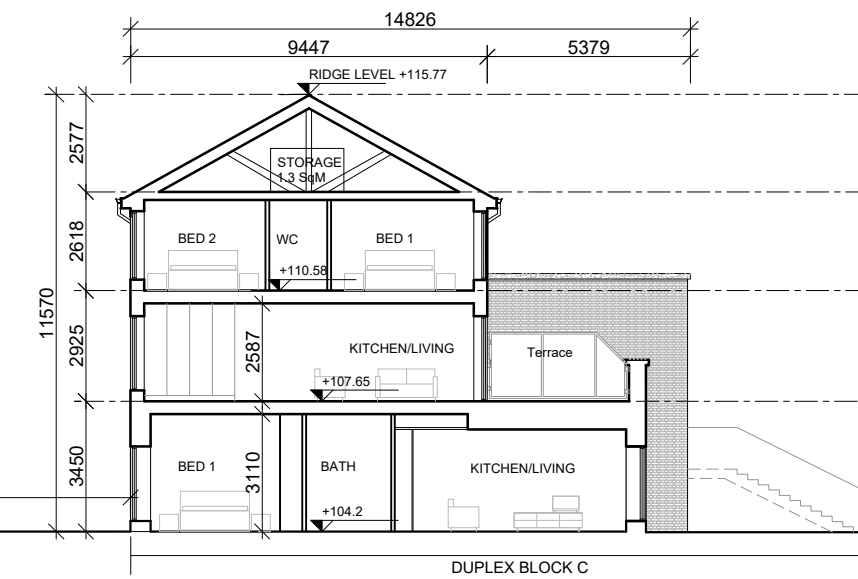 14826
9447
5379
RIDGE LEVEL +115.77
2577
STORAGE
1.3 SqM
2618
BED 2
WC
BED 1
+110.58
11570
2925
2587
KITCHEN/LIVING
Terrace
+107.65
3450
BED 1
3110
BATH
KITCHEN/LIVING
+104.2
DUPLEX BLOCK C